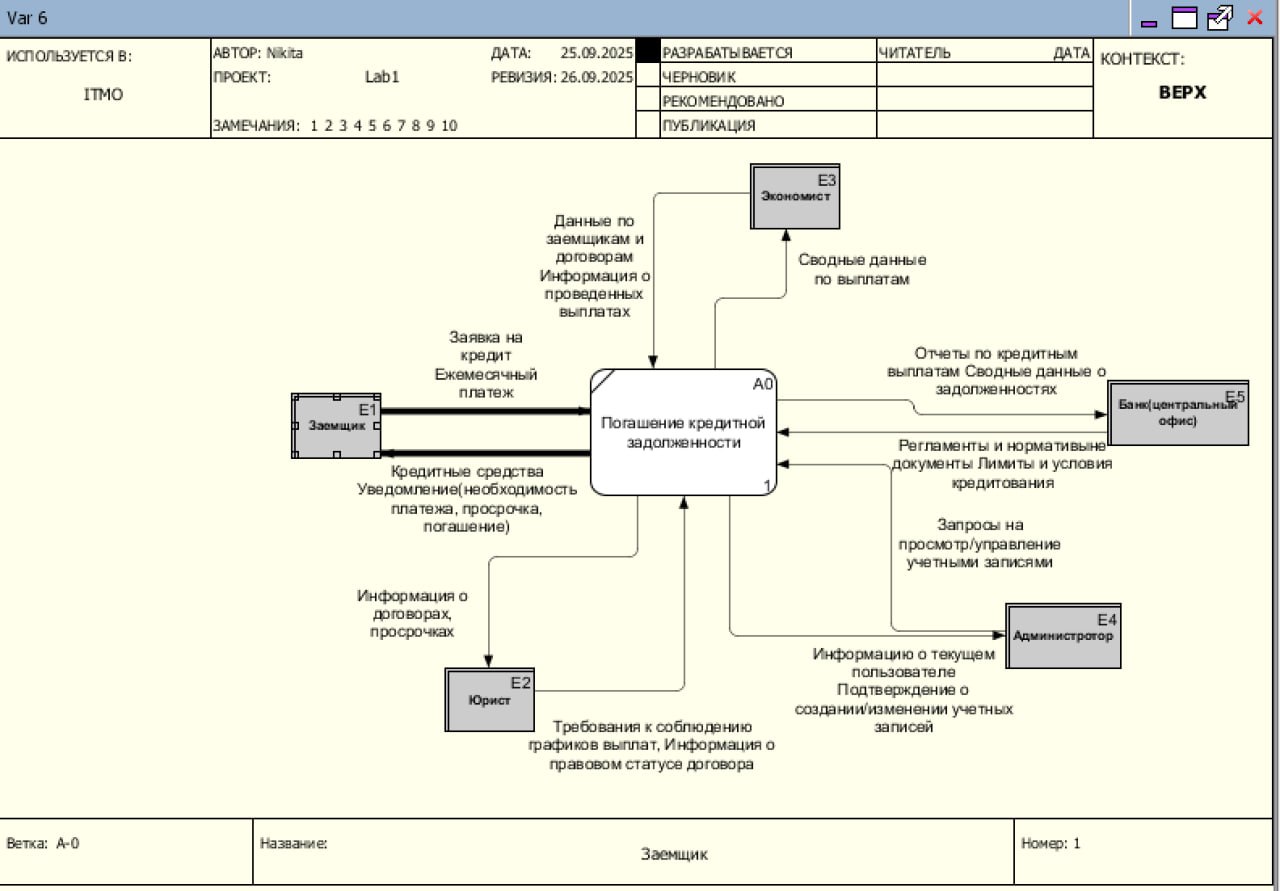 Var 6
ИСПОЛЬЗУЕТСЯ В:
ITMO
АВТОР: Nikita
ДАТА: 25.09.2025
ПРОЕКТ: Lab1
РЕВИЗИЯ: 26.09.2025
ЗАМЕЧАНИЯ: 1 2 3 4 5 6 7 8 9 10
РАЗРАБАТЫВАЕТСЯ
ЧЕРНОВИК
РЕКОМЕНДОВАНО
ПУБЛИКАЦИЯ
ЧИТАТЕЛЬ
ДАТА
КОНТЕКСТ:
ВЕРХ
E3
Экономист
Данные по
заемщикам и
договорам
Информация о
проведенных
выплатах
Сводные данные
по выплатам
Заявка на
кредит
Ежемесячный
платеж
E1
Заемщик
A0
Погашение кредитной
задолженности
1
Отчеты по кредитным
выплатам Сводные данные о
задолженностях
E5
Банк(центральный
офис)
Регламенты и нормативыне
документы Лимиты и условия
кредитования
Кредитные средства
Уведомление(необходимость
платежа, просрочка,
погашение)
Запросы на
просмотр/управление
учетными записями
Информация о
договорах,
просрочках
E4
Администротор
Информацию о текущем
пользователе
Подтверждение о
создании/изменении учетных
записей
E2
Юрист
Требования к соблюдению
графиков выплат, Информация о
правовом статусе договора
Ветка: A-0
Название:
Заемщик
Номер: 1